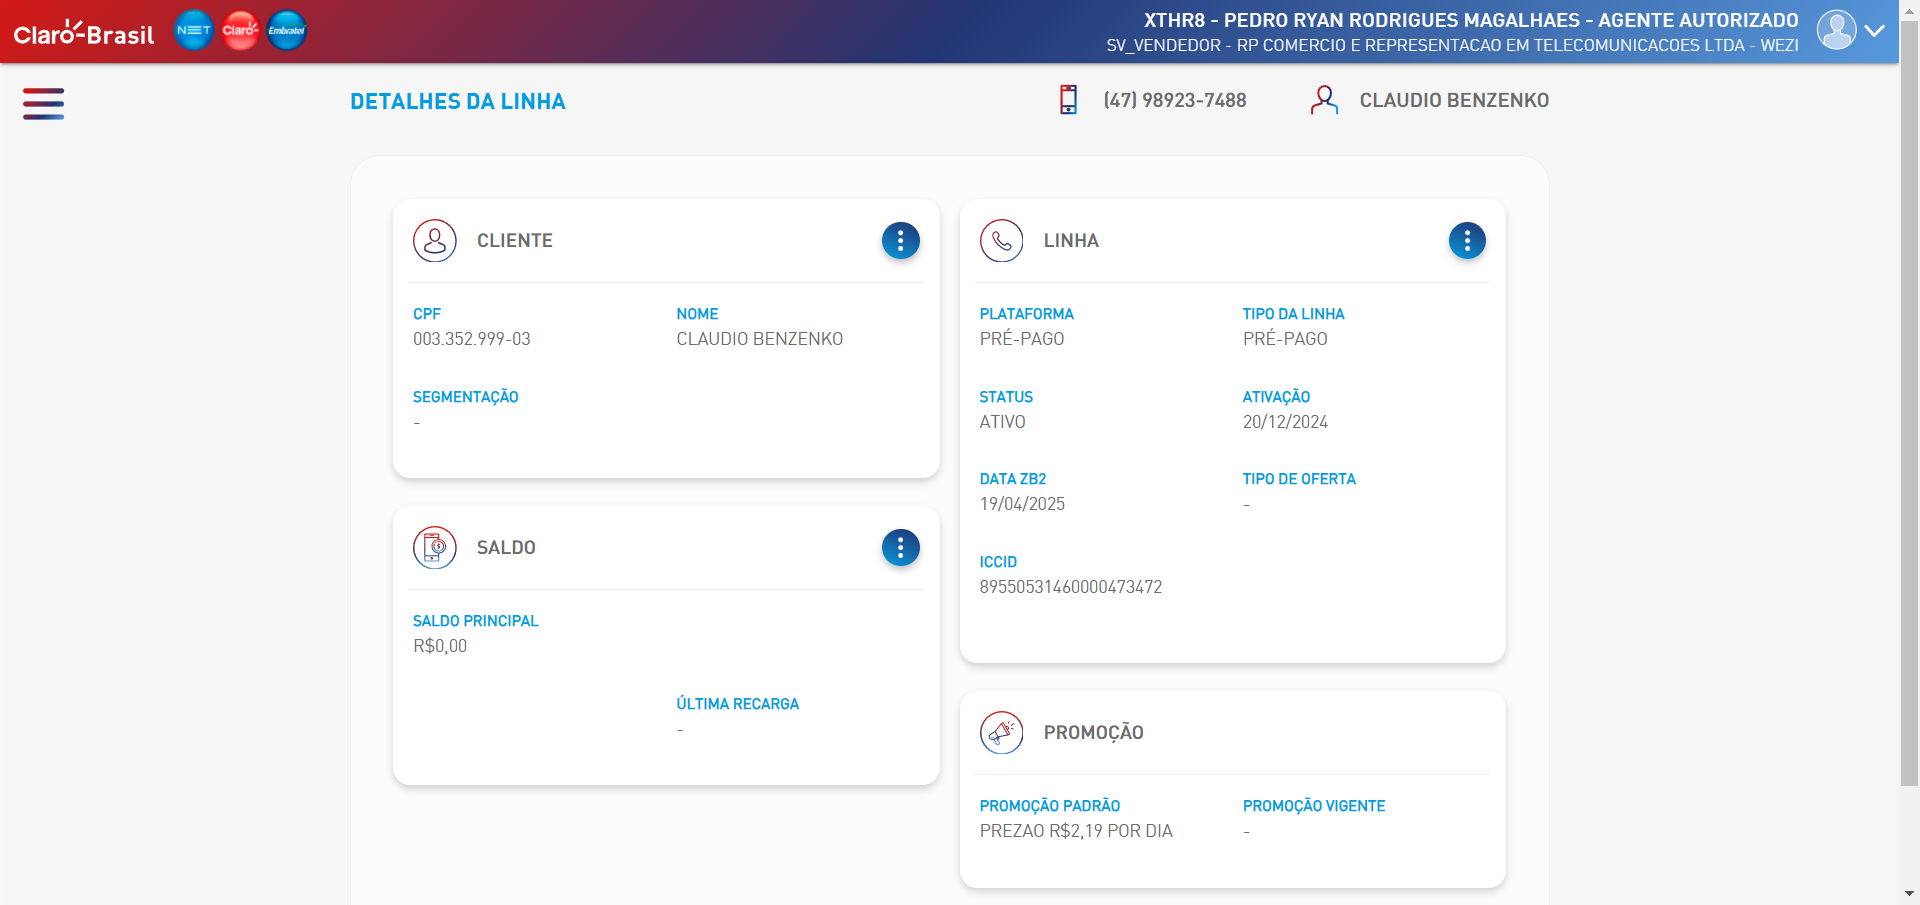 Claro-Brasil
NET
Claro
Embratel
XTHR8 - PEDRO RYAN RODRIGUES MAGALHAES - AGENTE AUTORIZADO
SV_VENDEDOR - RP COMERCIO E REPRESENTACAO EM TELECOMUNICACOES LTDA - WEZI
DETALHES DA LINHA
(47) 98923-7488
CLAUDIO BENZENKO
CLIENTE
CPF
003.352.999-03
NOME
CLAUDIO BENZENKO
SEGMENTAÇÃO
-
SALDO
SALDO PRINCIPAL
R$0,00
ÚLTIMA RECARGA
-
LINHA
PLATAFORMA
PRÉ-PAGO
TIPO DA LINHA
PRÉ-PAGO
STATUS
ATIVO
ATIVAÇÃO
20/12/2024
DATA ZB2
19/04/2025
TIPO DE OFERTA
-
ICCID
89550531460000473472
PROMOÇÃO
PROMOÇÃO PADRÃO
PREZAO R$2,19 POR DIA
PROMOÇÃO VIGENTE
-